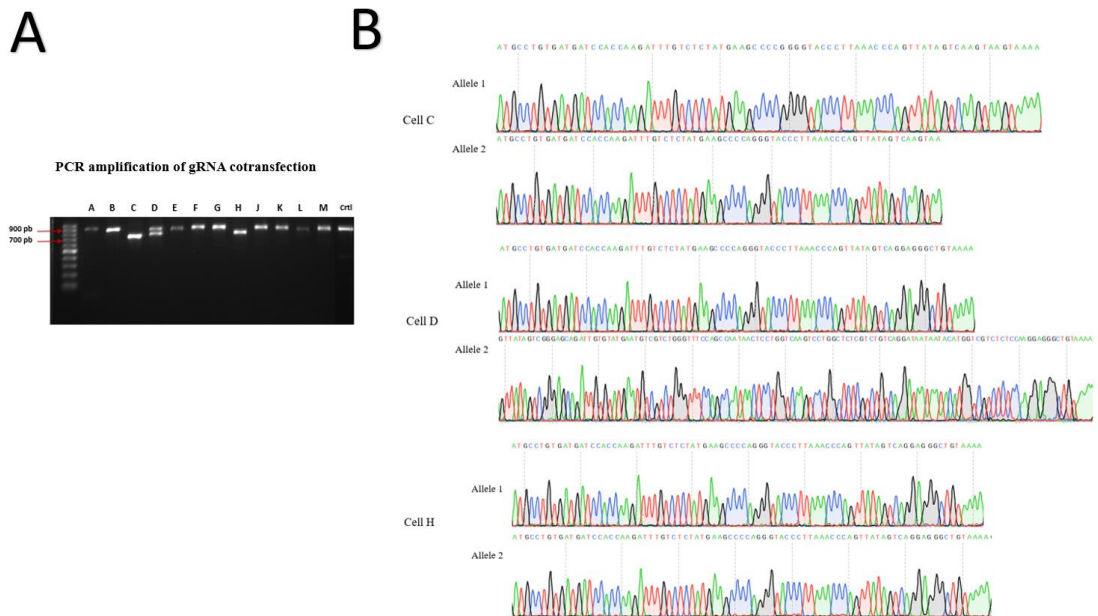 A
B
PCR amplification of gRNA cotransfection
A B C D E F G H J K L M Crtl
900 pb
700 pb
ATGCCTGTGATGATCCACCAAGATTTGTCTCTATGAAGCCCCGGGGTACCCTTAAACCCAGTTATAGTCAAGTAAGTAAAA
Allele 1
Cell C
ATGCCTGTGATGATCCACCAAGATTTGTCTCTATGAAGCCCCAGGGTACCCTTAAACCCAGTTATAGTCAAGTAA
Allele 2
ATGCCTGTGATGATCCACCAAGATTTGTCTCTATGAAGCCCCAGGGTACCCTTAAACCCAGTTATAGTCAGGAGGGCTGTAAAA
Allele 1
Cell D
GTTATAGTCGGGAGCAGATTGTGTATGAATGTCGTCTGGGTTTCCAGCCAATAACTCCTGGTCAAGTCCTGGCTCTCGTCTGTCAGGATAATAATACATGGTCGTCTCTCCAAGGAGGGCTGTAAAA
Allele 2
ATGCCTGTGATGATCCACCAAGATTTGTCTCTATGAAGCCCCAGGGTACCCTTAAACCCAGTTATAGTCAGGAGGGCTGTAAAA
Allele 1
Cell H
ATGCCTGTGATGATCCACCAAGATTTGTCTCTATGAAGCCCCAGGGTACCCTTAAACCCAGTTATAGTCAGGAGGGCTGTAAAA
Allele 2